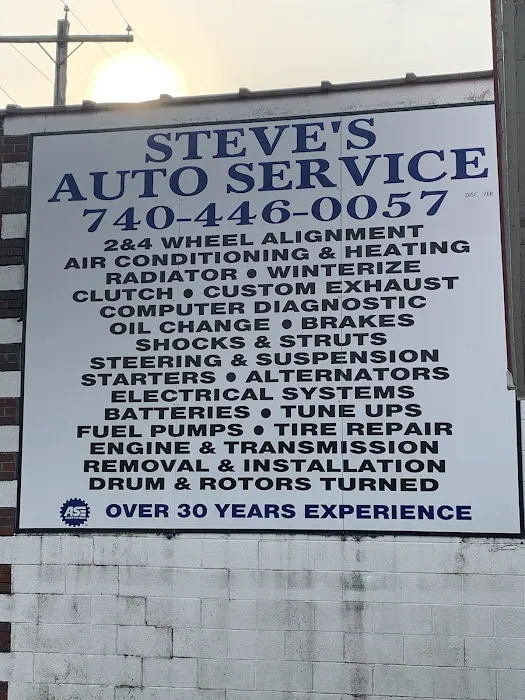 STEVE'S
AUTO SERVICE
740-446-0057
2&4 WHEEL ALIGNMENT
AIR CONDITIONING & HEATING
RADIATOR • WINTERIZE
CLUTCH • CUSTOM EXHAUST
COMPUTER DIAGNOSTIC
OIL CHANGE • BRAKES
SHOCKS & STRUTS
STEERING & SUSPENSION
STARTERS • ALTERNATORS
ELECTRICAL SYSTEMS
BATTERIES • TUNE UPS
FUEL PUMPS • TIRE REPAIR
ENGINE & TRANSMISSION
REMOVAL & INSTALLATION
DRUM & ROTORS TURNED
ASE OVER 30 YEARS EXPERIENCE